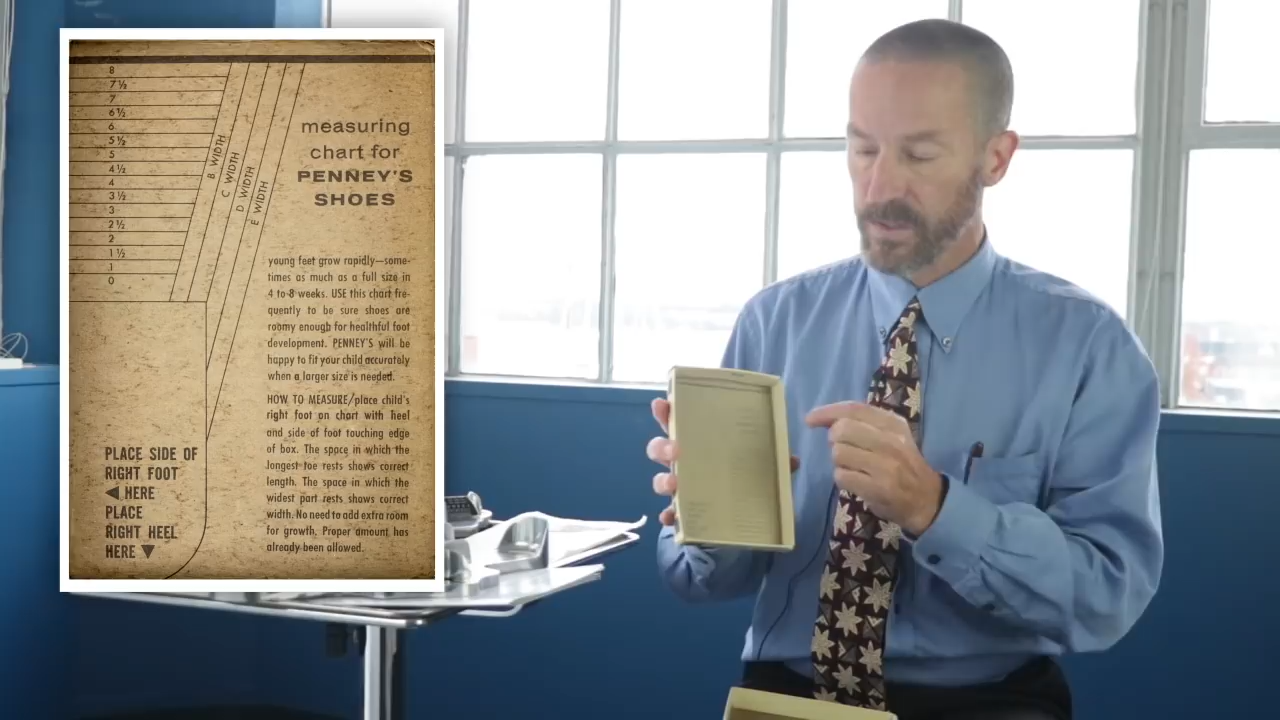 8
7½
7
6½
6
5½
5
4½
4
3½
3
2½
2
1½
1
0
B WIDTH
C WIDTH
D WIDTH
E WIDTH
measuring
chart for
PENNEY'S
SHOES
young feet grow rapidly—some-
times as much as a full size in
4 to 8 weeks. USE this chart fre-
quently to be sure shoes are
roomy enough for healthful foot
development. PENNEY'S will be
happy to fit your child accurately
when a larger size is needed.
HOW TO MEASURE/place child's
right foot on chart with heel
and side of foot touching edge
of box. The space in which the
longest toe rests shows correct
length. The space in which the
widest part rests shows correct
width. No need to add extra room
for growth. Proper amount has
already been allowed.
PLACE SIDE OF
RIGHT FOOT
◀ HERE
PLACE
RIGHT HEEL
HERE ▼